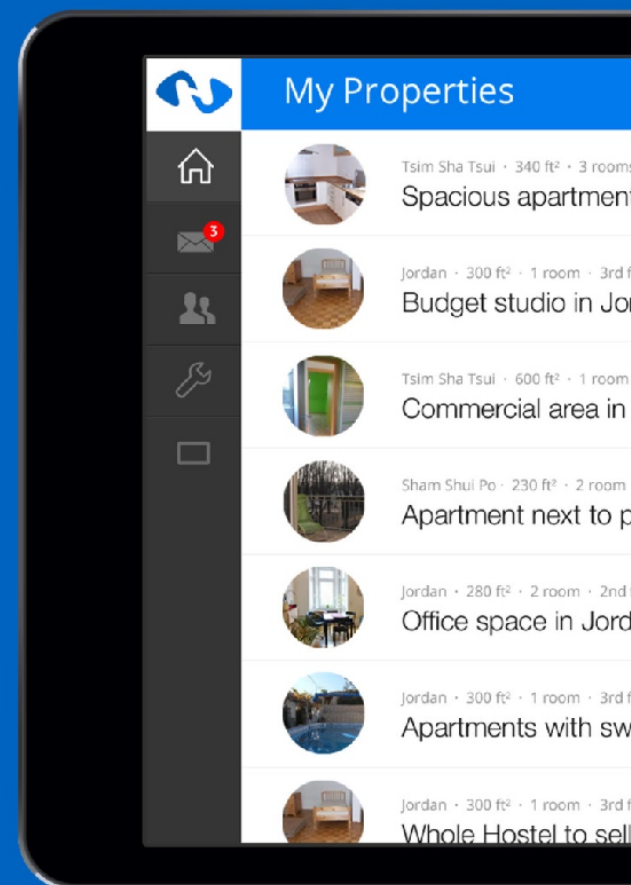 My Properties
3
Tsim Sha Tsui · 340 ft² · 3 rooms
Spacious apartment
Jordan · 300 ft² · 1 room · 3rd f
Budget studio in Jor
Tsim Sha Tsui · 600 ft² · 1 room
Commercial area in
Sham Shui Po · 230 ft² · 2 room
Apartment next to p
Jordan · 280 ft² · 2 room · 2nd
Office space in Jord
Jordan · 300 ft² · 1 room · 3rd f
Apartments with sw
Jordan · 300 ft² · 1 room · 3rd f
Whole Hostel to sell